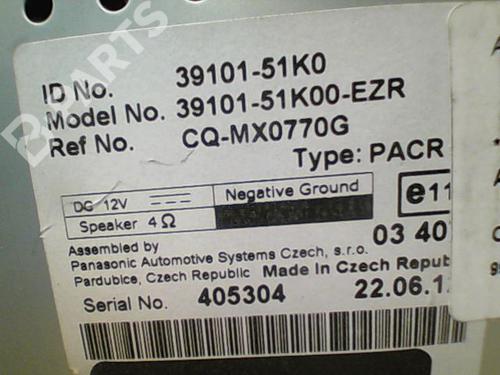 B-PARTS
ID No. 39101-51K0
Model No. 39101-51K00-EZR
Ref No. CQ-MX0770G
Type: PACR
DC 12V
Negative Ground
e11
Speaker 4Ω
03 40
Assembled by
Panasonic Automotive Systems Czech, s.r.o.
Pardubice, Czech Republic Made in Czech Repub
Serial No. 405304 22.06.1